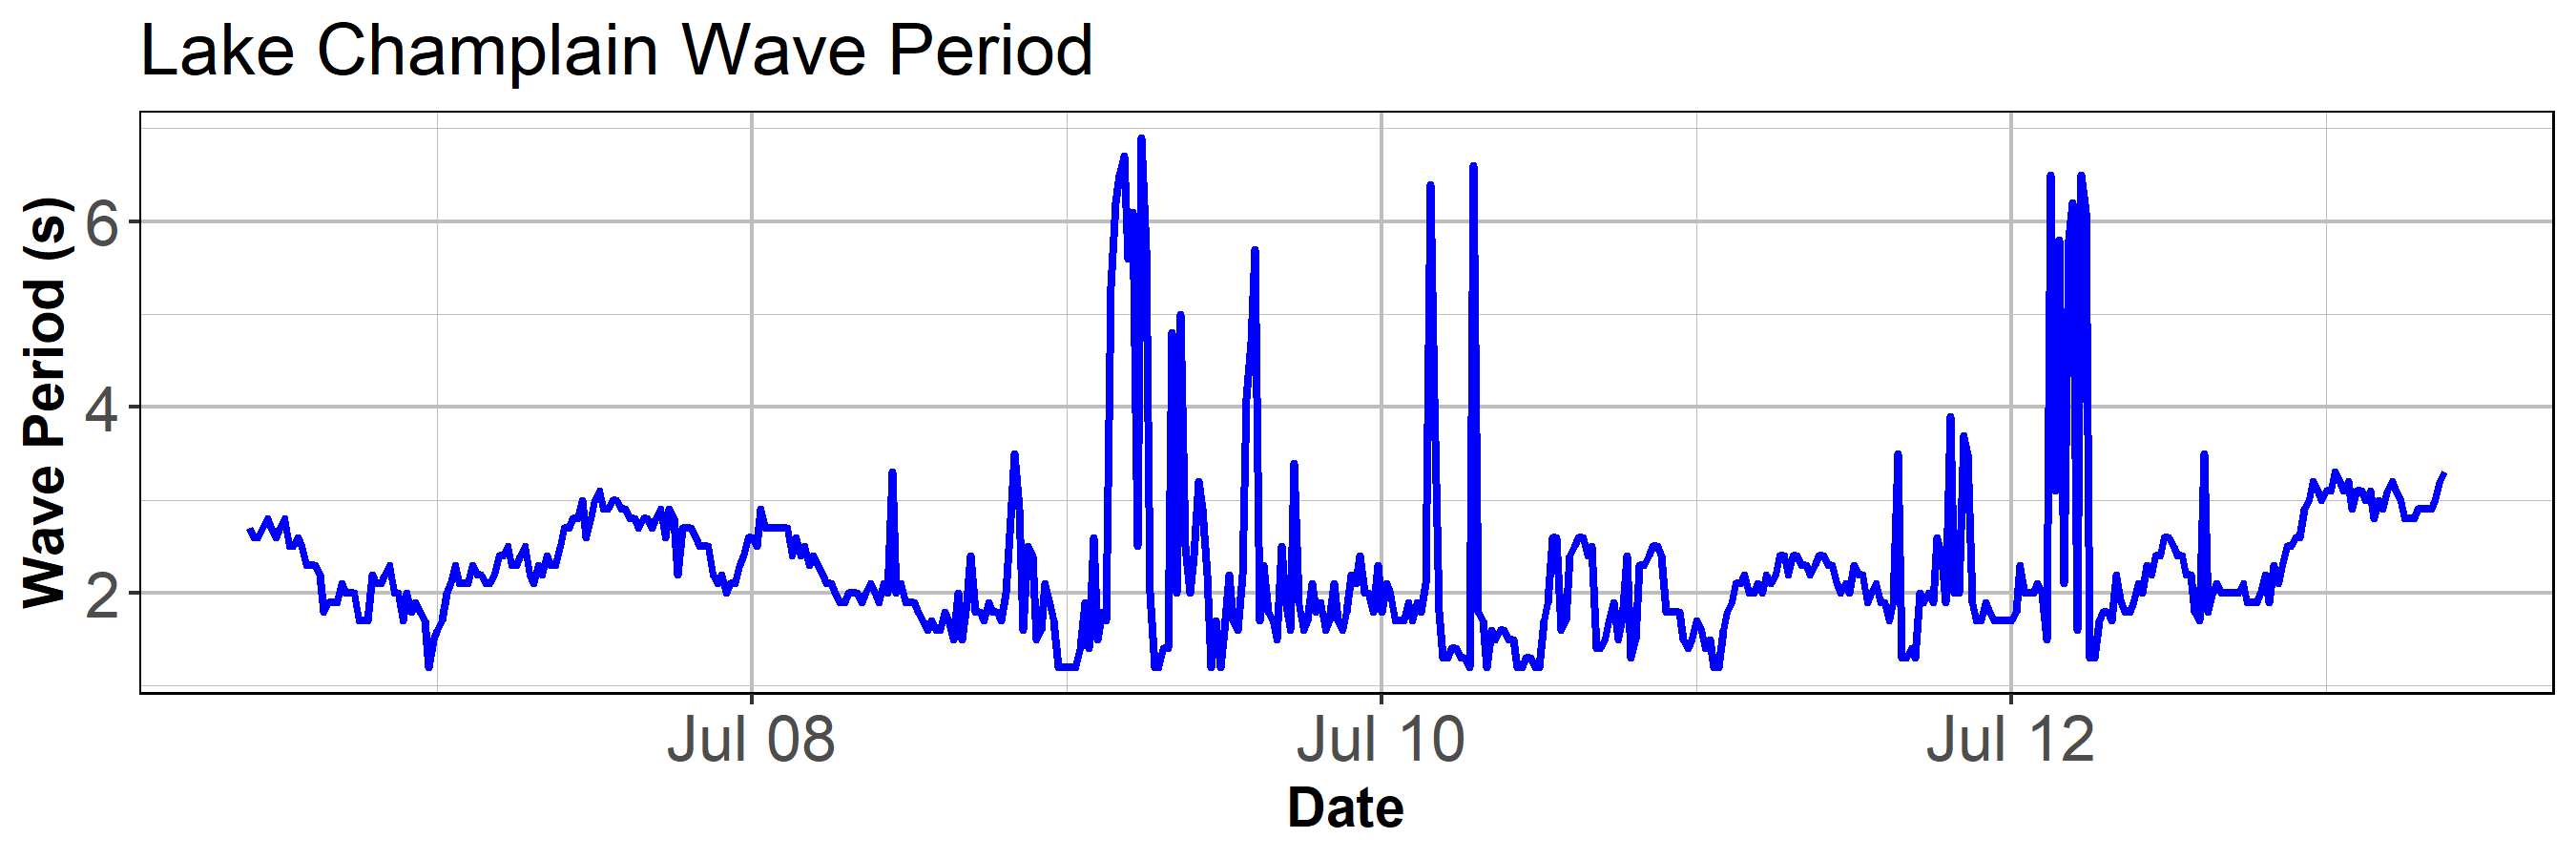 Lake Champlain Wave Period
Wave Period (s)
6
4
2
Jul 08 Jul 10 Jul 12
Date